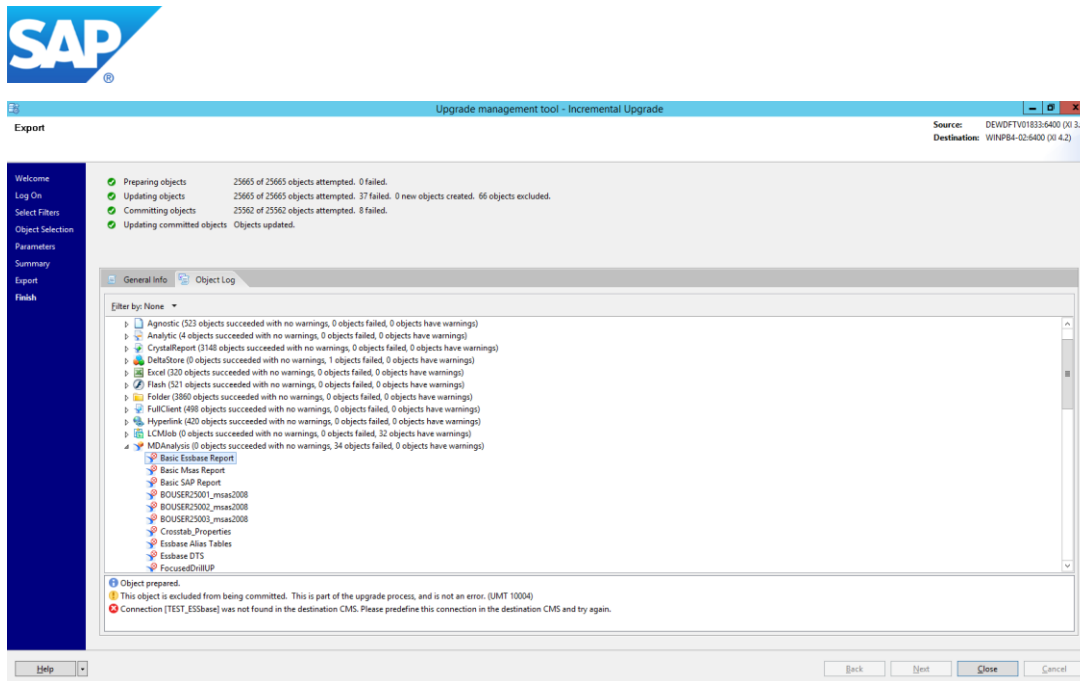 SAP
®
Upgrade management tool - Incremental Upgrade
Export
Source: DEWDFTV01833:6400 (XI 3.
Destination: WINPB4-02:6400 (XI 4.2)
Welcome
Log On
Select Filters
Object Selection
Parameters
Summary
Export
Finish
Preparing objects 25665 of 25665 objects attempted. 0 failed.
Updating objects 25665 of 25665 objects attempted. 37 failed. 0 new objects created. 66 objects excluded.
Committing objects 25562 of 25562 objects attempted. 8 failed.
Updating committed objects Objects updated.
General Info Object Log
Filter by: None
Agnostic (523 objects succeeded with no warnings, 0 objects failed, 0 objects have warnings)
Analytic (4 objects succeeded with no warnings, 0 objects failed, 0 objects have warnings)
CrystalReport (3148 objects succeeded with no warnings, 0 objects failed, 0 objects have warnings)
DeltaStore (0 objects succeeded with no warnings, 1 objects failed, 0 objects have warnings)
Excel (320 objects succeeded with no warnings, 0 objects failed, 0 objects have warnings)
Flash (521 objects succeeded with no warnings, 0 objects failed, 0 objects have warnings)
Folder (3860 objects succeeded with no warnings, 0 objects failed, 0 objects have warnings)
FullClient (498 objects succeeded with no warnings, 0 objects failed, 0 objects have warnings)
Hyperlink (420 objects succeeded with no warnings, 0 objects failed, 0 objects have warnings)
LCMJob (0 objects succeeded with no warnings, 0 objects failed, 32 objects have warnings)
MDAnalysis (0 objects succeeded with no warnings, 34 objects failed, 0 objects have warnings)
Basic Essbase Report
Basic Msas Report
Basic SAP Report
BOUSER25001_msas2008
BOUSER25002_msas2008
BOUSER25003_msas2008
Crosstab_Properties
Essbase Alias Tables
Essbase DTS
FocusedDrillUP
Object prepared.
This object is excluded from being committed. This is part of the upgrade process, and is not an error. (UMT 10004)
Connection [TEST_ESSbase] was not found in the destination CMS. Please predefine this connection in the destination CMS and try again.
Help Back Next Close Cancel